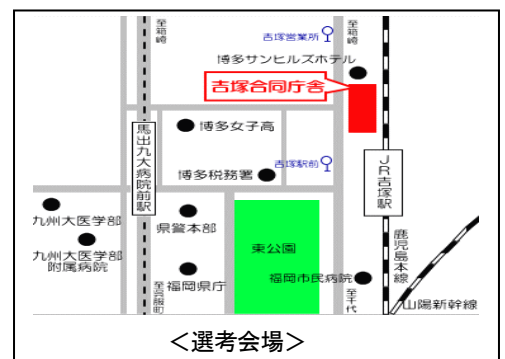 至箱崎
吉塚営業所
至箱崎
博多サンヒルズホテル
吉塚合同庁舎
馬出九大病院前駅
博多女子高
吉塚駅前
博多税務署
JR吉塚駅
九州大医学部
県警本部
九州大医学部
附属病院
東公園
鹿児島本線
福岡市民病院
至呉服町
福岡県庁
至千代
山陽新幹線
＜選考会場＞